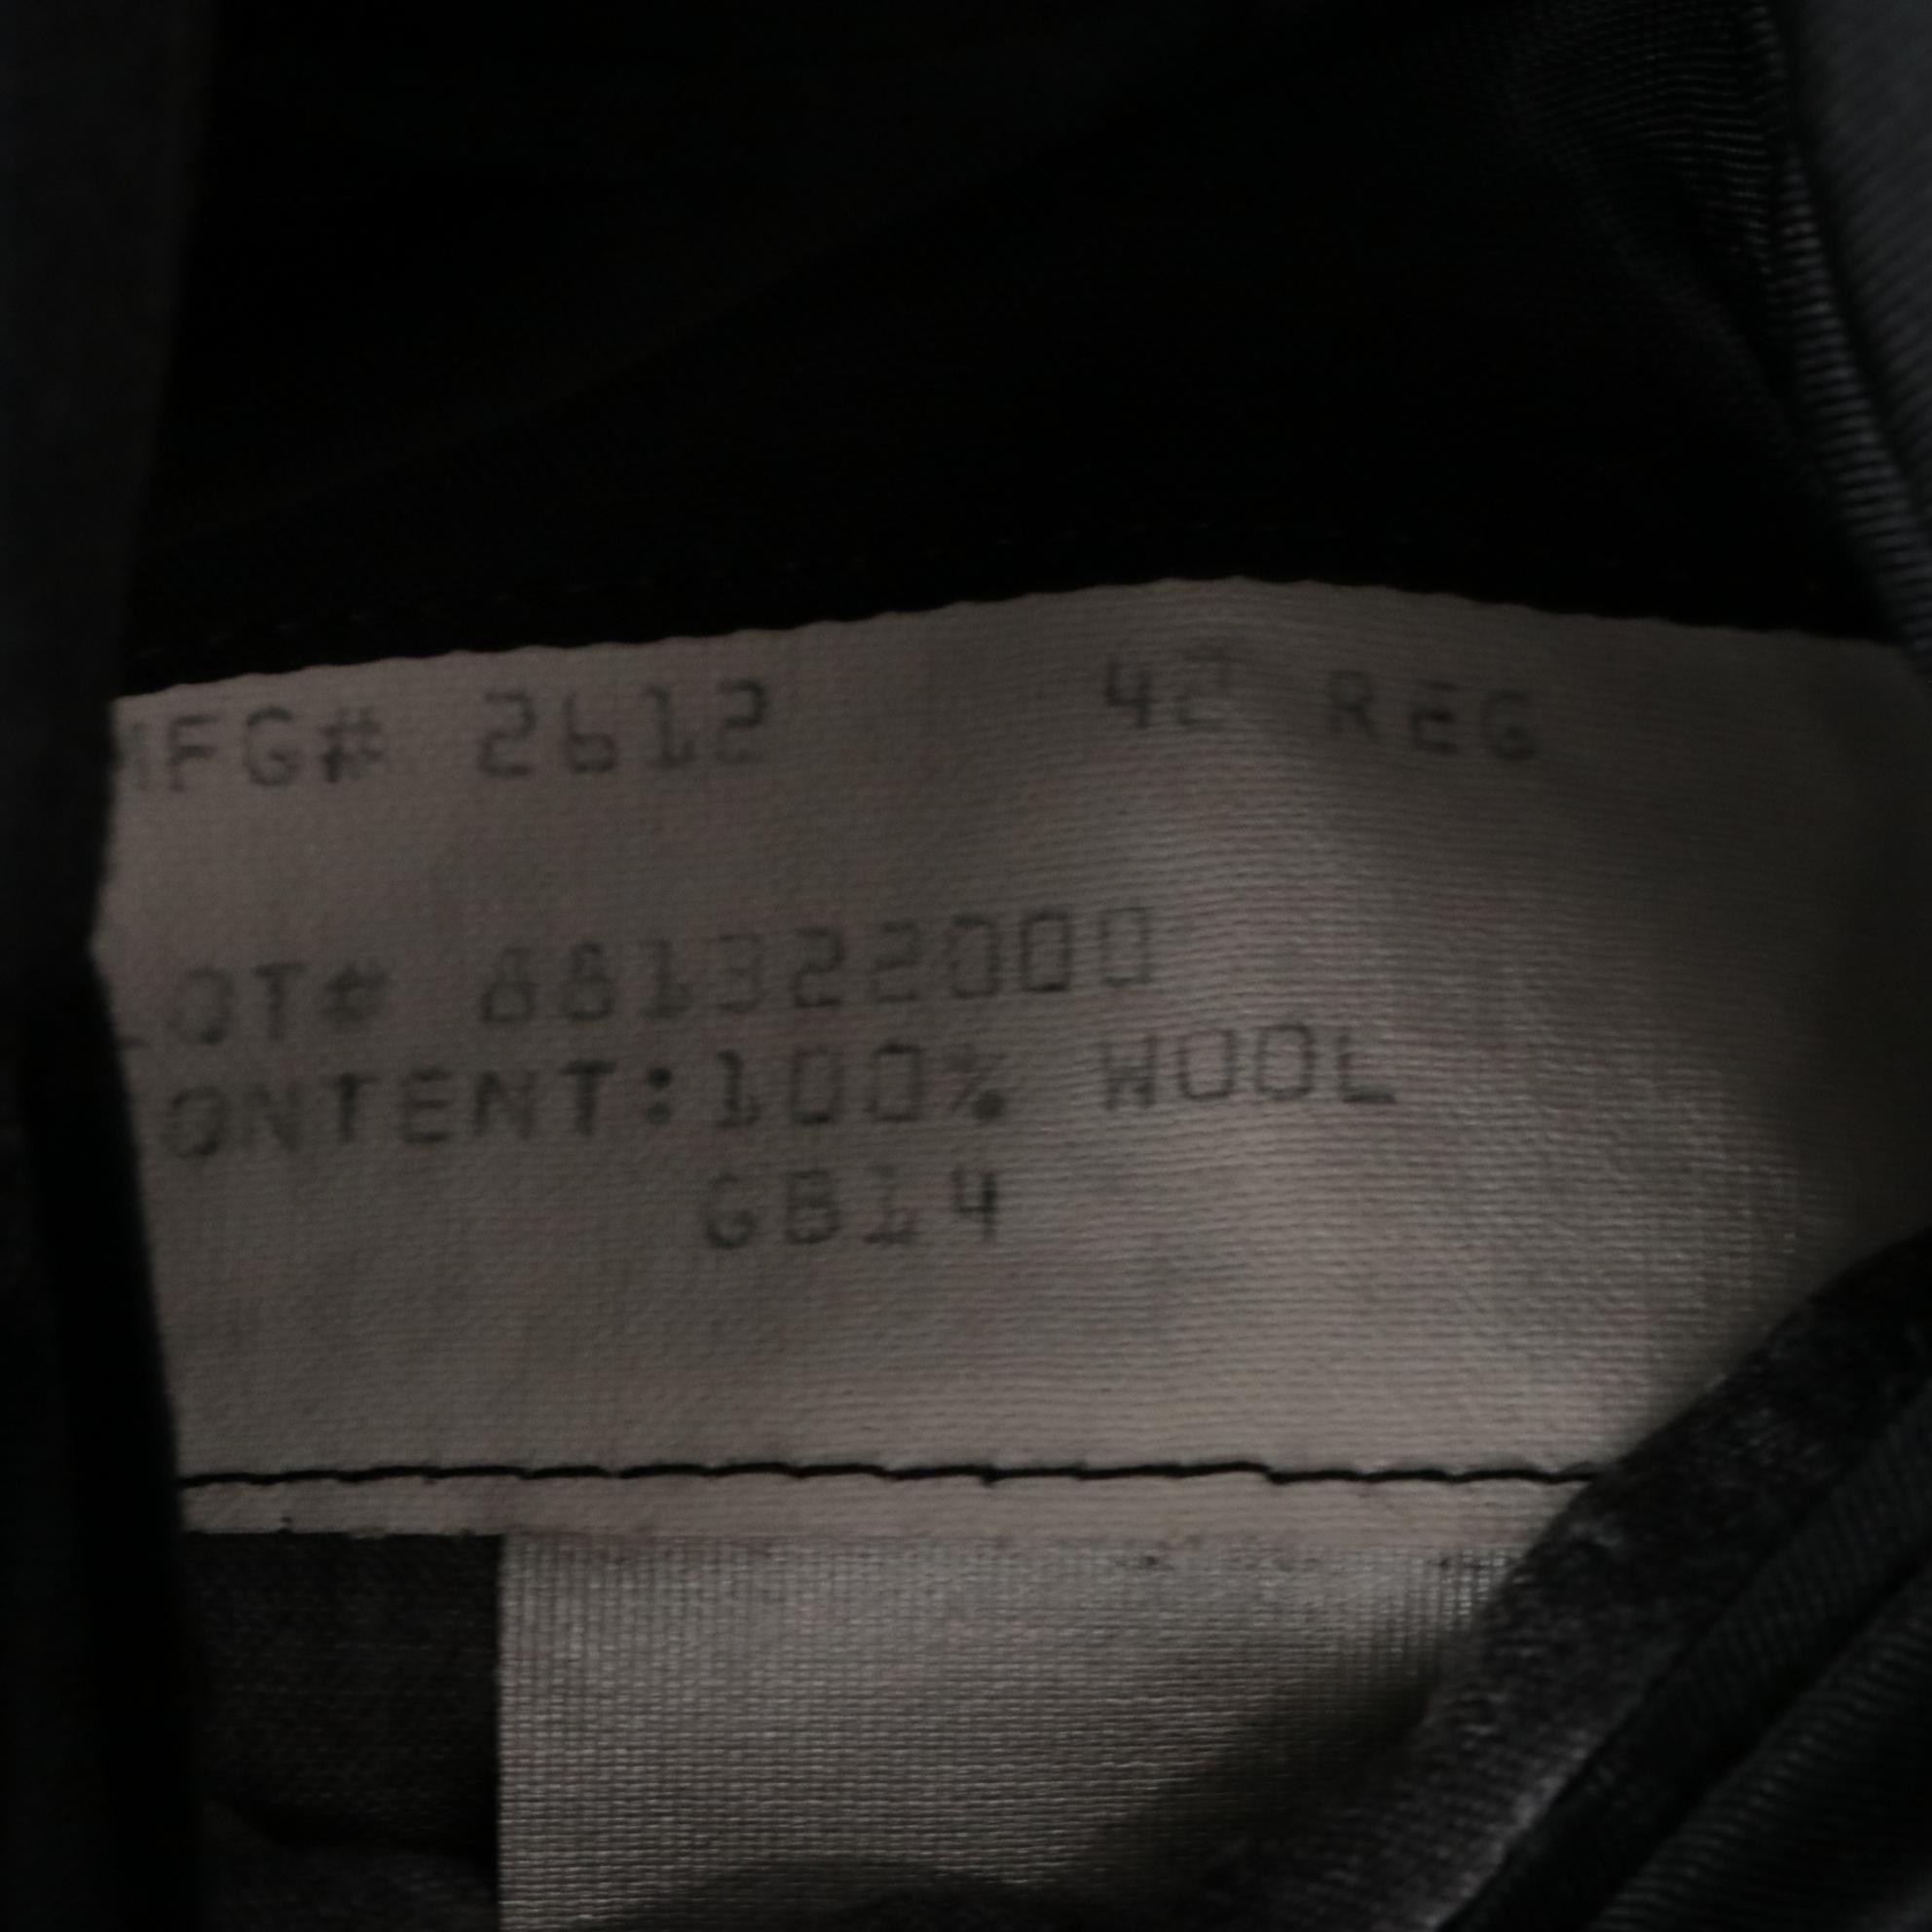 MFG# 2612 42 REG
LOT# 881322000
CONTENT:100% WOOL
GB14